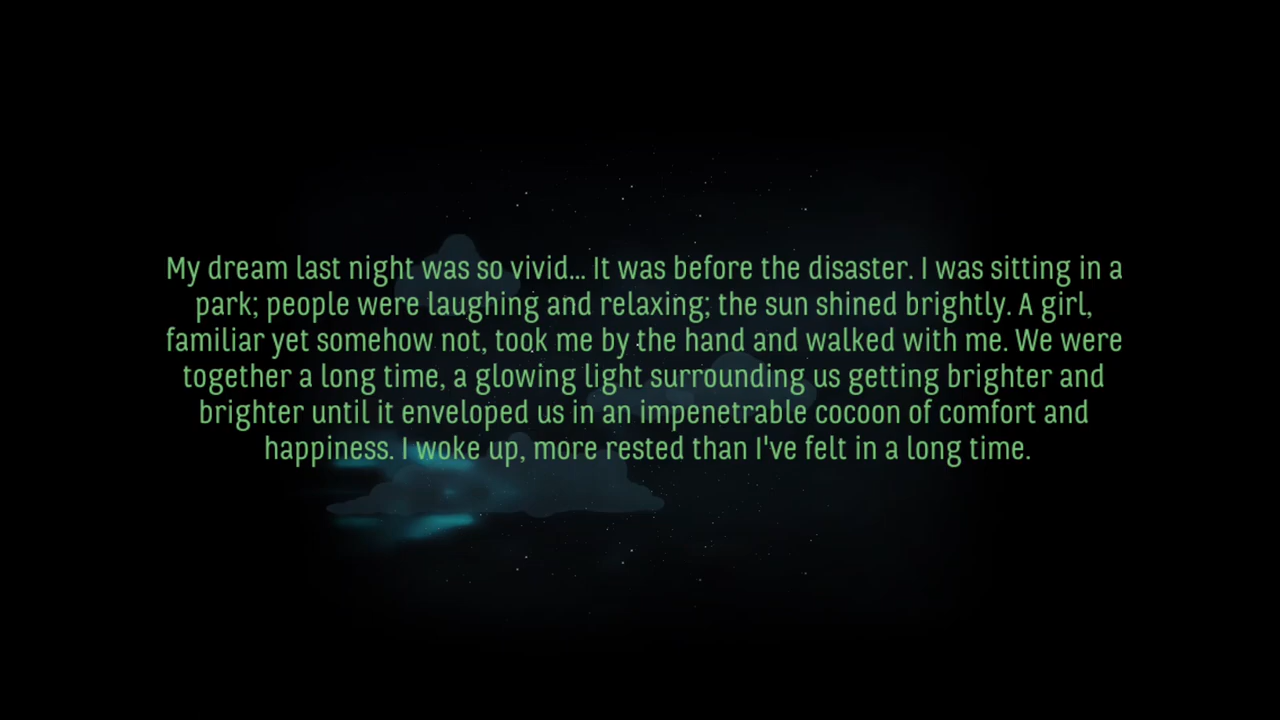 My dream last night was so vivid... It was before the disaster. I was sitting in a
park; people were laughing and relaxing; the sun shined brightly. A girl,
familiar yet somehow not, took me by the hand and walked with me. We were
together a long time, a glowing light surrounding us getting brighter and
brighter until it enveloped us in an impenetrable cocoon of comfort and
happiness. I woke up, more rested than I've felt in a long time.